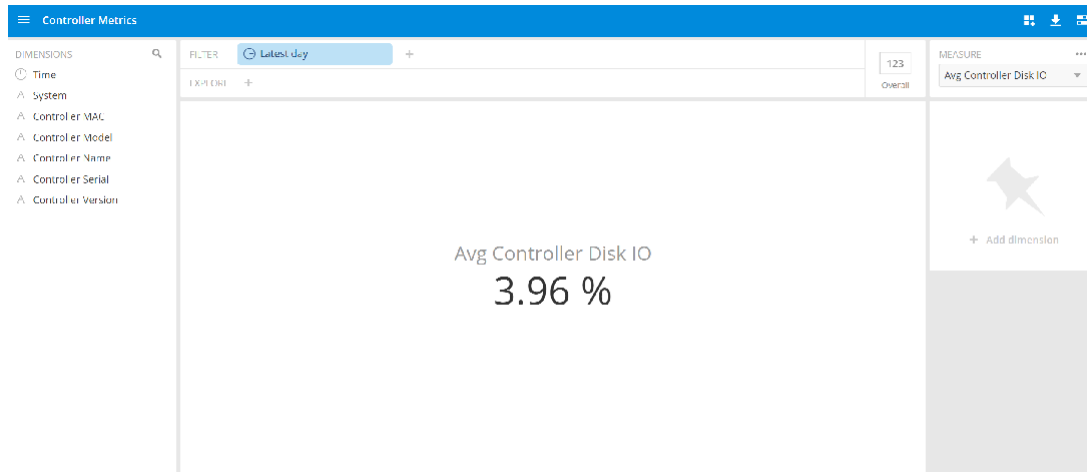 Controller Metrics
DIMENSIONS
Time
System
Controller MAC
Controller Model
Controller Name
Controller Serial
Controller Version
FILTER
Latest day
+
EXPLORE +
123
Overall
MEASURE
...
Avg Controller Disk IO
+ Add dimension
Avg Controller Disk IO
3.96 %